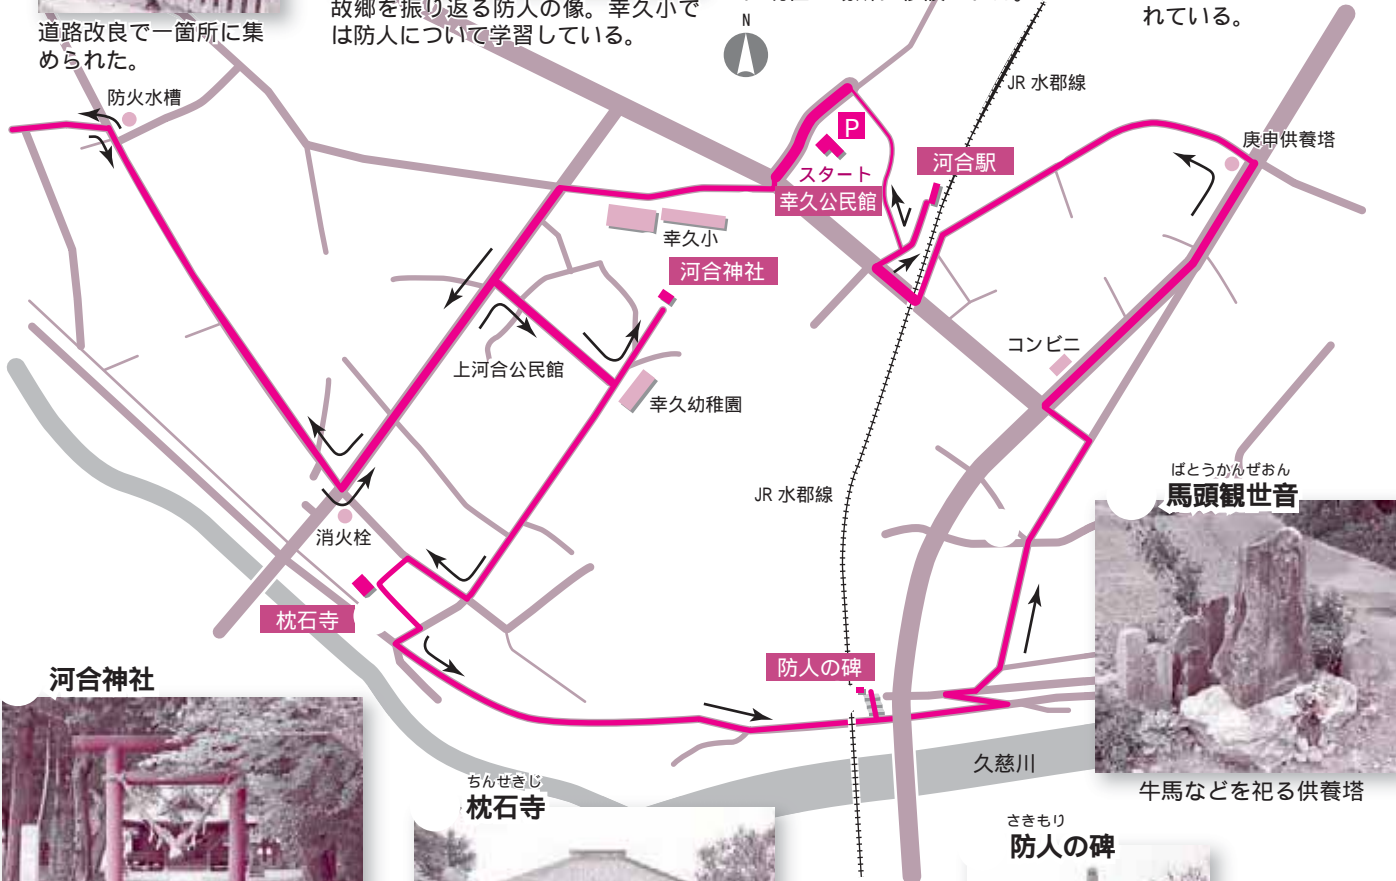 道路改良で一箇所に集
められた。
故郷を振り返る防人の像。幸久小で
は防人について学習している。
れている。
N
防火水槽
JR 水郡線
庚申供養塔
P
スタート
幸久公民館
河合駅
幸久小
河合神社
上河合公民館
幸久幼稚園
コンビニ
JR 水郡線
消火栓
枕石寺
防人の碑
久慈川
ばとうかんぜおん
馬頭観世音
牛馬などを祀る供養塔
河合神社
ちんせきじ
枕石寺
さきもり
防人の碑